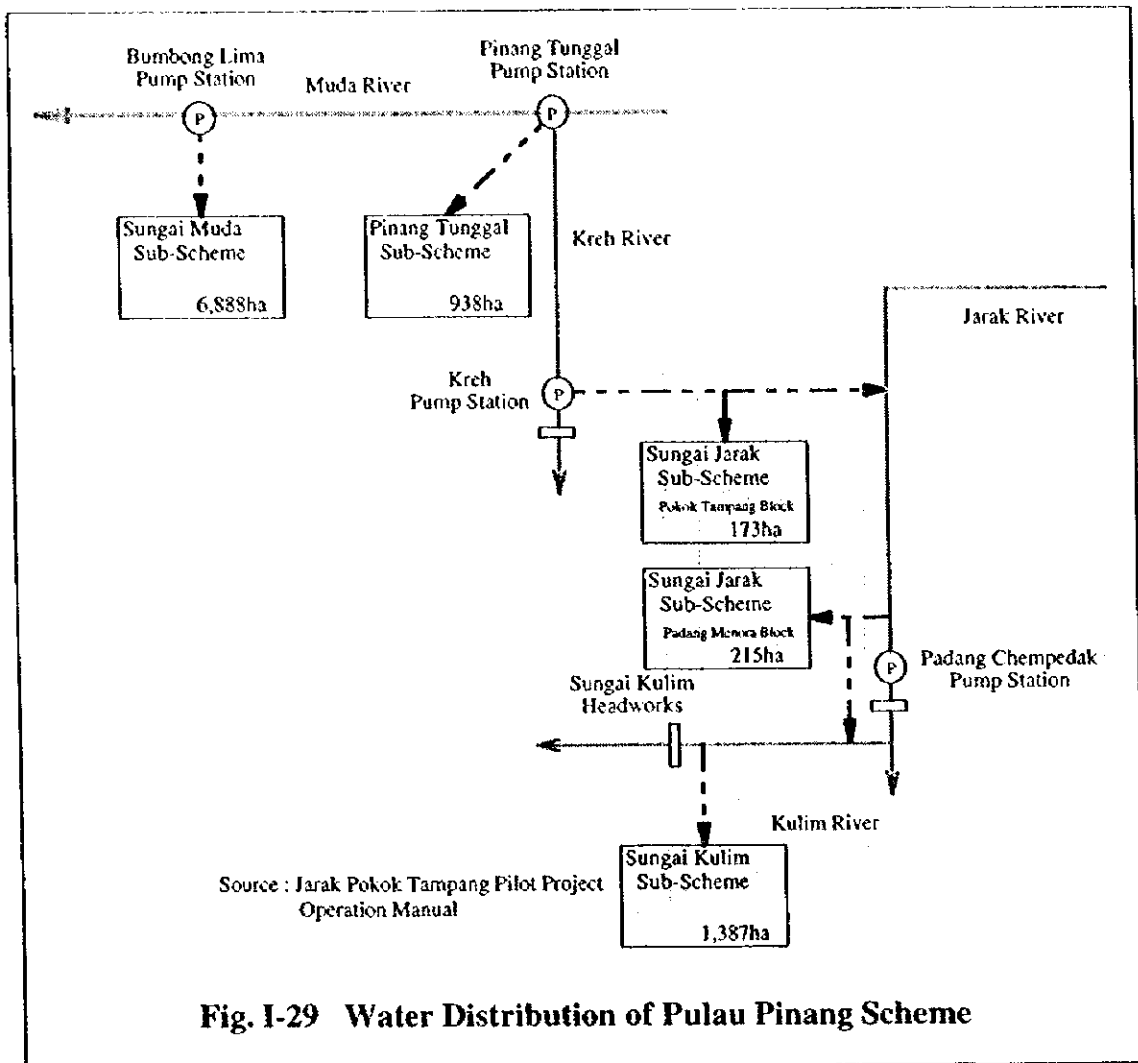 Bumbong Lima
Pump Station
Muda River
Pinang Tunggal
Pump Station
P
P
Sungai Muda
Sub-Scheme
6,888ha
Pinang Tunggal
Sub-Scheme
938ha
Kreh River
Jarak River
Kreh
Pump Station
P
Sungai Jarak
Sub-Scheme
Pokok Tampang Block
173ha
Sungai Jarak
Sub-Scheme
Padang Menora Block
215ha
P
Padang Chempedak
Pump Station
Sungai Kulim
Headworks
Kulim River
Sungai Kulim
Sub-Scheme
1,387ha
Source : Jarak Pokok Tampang Pilot Project
Operation Manual
Fig. I-29 Water Distribution of Pulau Pinang Scheme